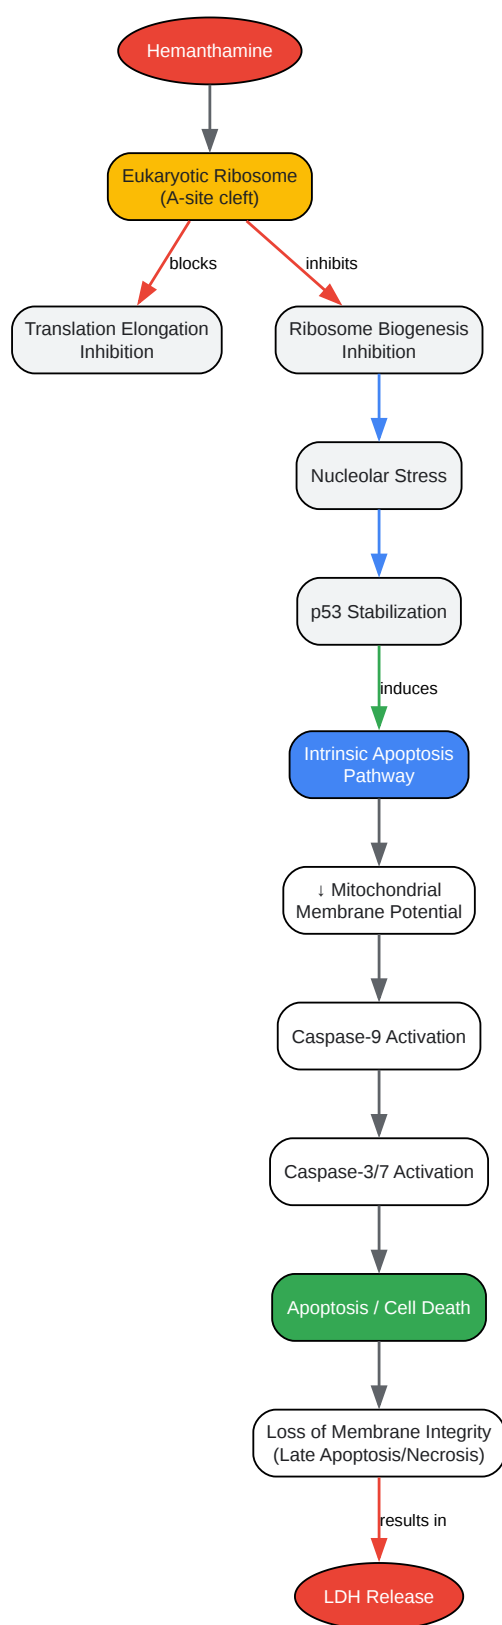 Hemanthamine
Eukaryotic Ribosome
(A-site cleft)
blocks
inhibits
Translation Elongation
Inhibition
Ribosome Biogenesis
Inhibition
Nucleolar Stress
p53 Stabilization
induces
Intrinsic Apoptosis
Pathway
↓ Mitochondrial
Membrane Potential
Caspase-9 Activation
Caspase-3/7 Activation
Apoptosis / Cell Death
Loss of Membrane Integrity
(Late Apoptosis/Necrosis)
results in
LDH Release